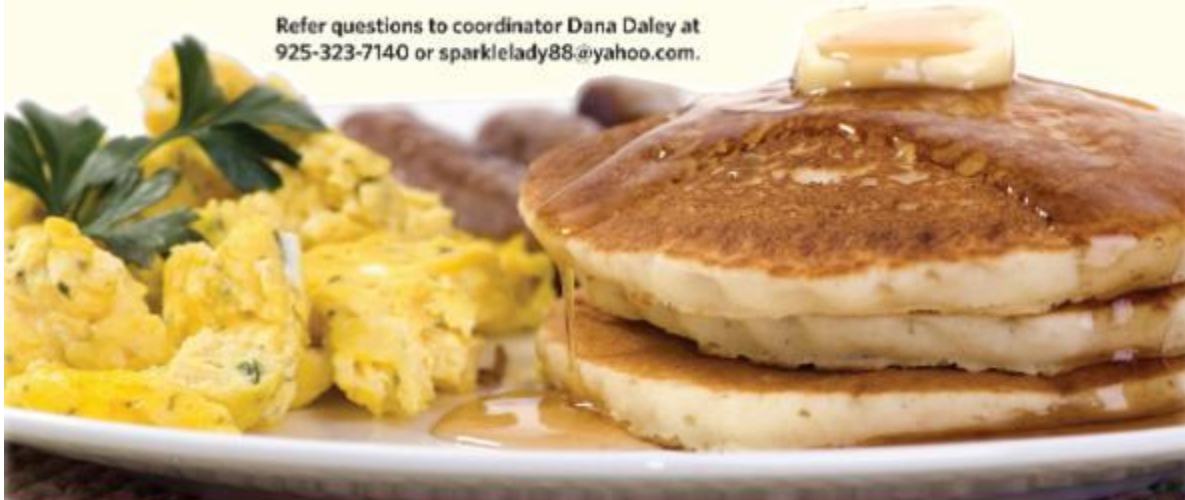 Refer questions to coordinator Dana Daley at
925-323-7140 or sparklelady88@yahoo.com.